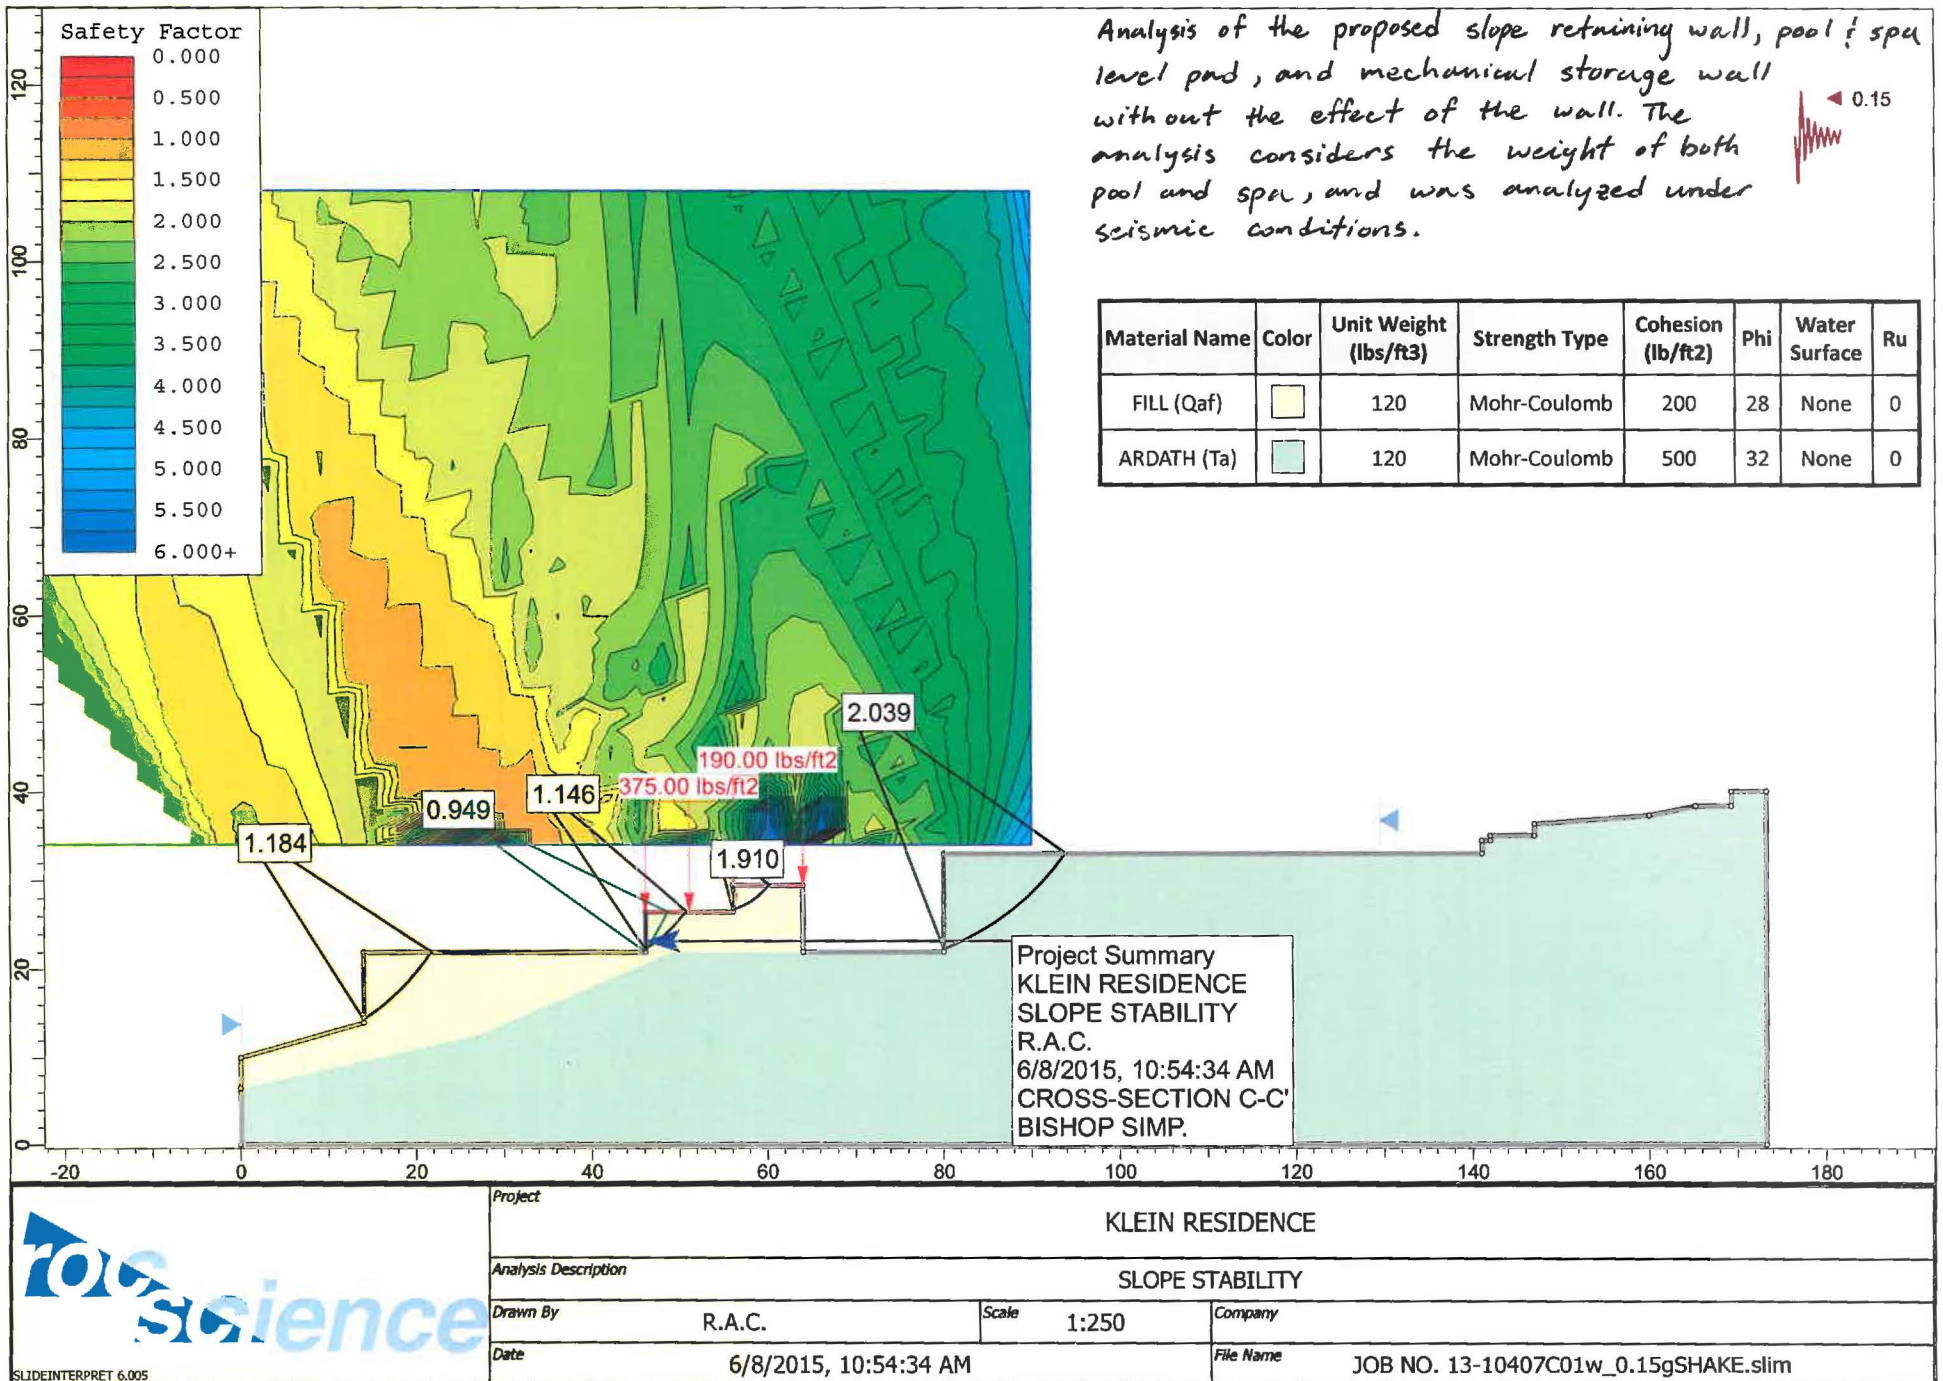 Safety Factor
0.000
0.500
1.000
1.500
2.000
2.500
3.000
3.500
4.000
4.500
5.000
5.500
6.000+
Analysis of the proposed slope retaining wall, pool & spa
level pad, and mechanical storage wall
without the effect of the wall. The
analysis considers the weight of both
pool and spa, and was analyzed under
seismic conditions.
0.15
Material Name Color Unit Weight (lbs/ft3) Strength Type Cohesion (lb/ft2) Phi Water Surface Ru
FILL (Qaf) 120 Mohr-Coulomb 200 28 None 0
ARDATH (Ta) 120 Mohr-Coulomb 500 32 None 0
120
100
80
60
40
20
0
2.039
190.00 lbs/ft2
375.00 lbs/ft2
1.146
0.949
1.184
1.910
Project Summary
KLEIN RESIDENCE
SLOPE STABILITY
R.A.C.
6/8/2015, 10:54:34 AM
CROSS-SECTION C-C'
BISHOP SIMP.
-20 0 20 40 60 80 100 120 140 160 180
rocscience
SLIDEINTERPRET 6.005
Project
KLEIN RESIDENCE
Analysis Description
SLOPE STABILITY
Drawn By R.A.C. Scale 1:250 Company
Date 6/8/2015, 10:54:34 AM File Name JOB NO. 13-10407C01w_0.15gSHAKE.slim